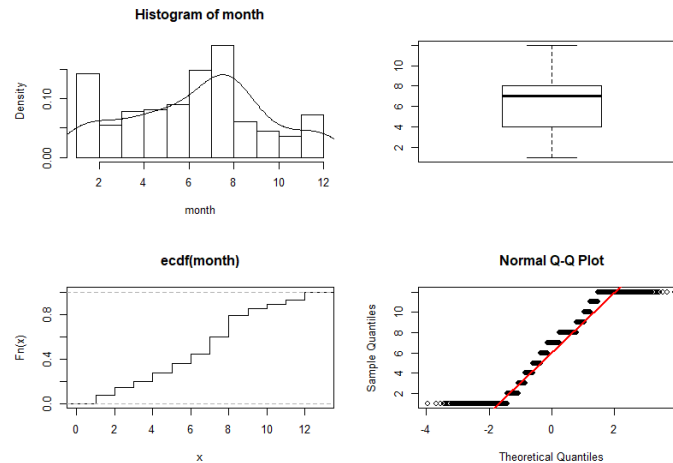 Histogram of month
Density
0.00
0.10
2 4 6 8 10 12
month
2
4
6
8
10
ecdf(month)
Fn(x)
0.0
0.4
0.8
0 2 4 6 8 10 12
x
Normal Q-Q Plot
Sample Quantiles
2
4
6
8
10
-4 -2 0 2
Theoretical Quantiles